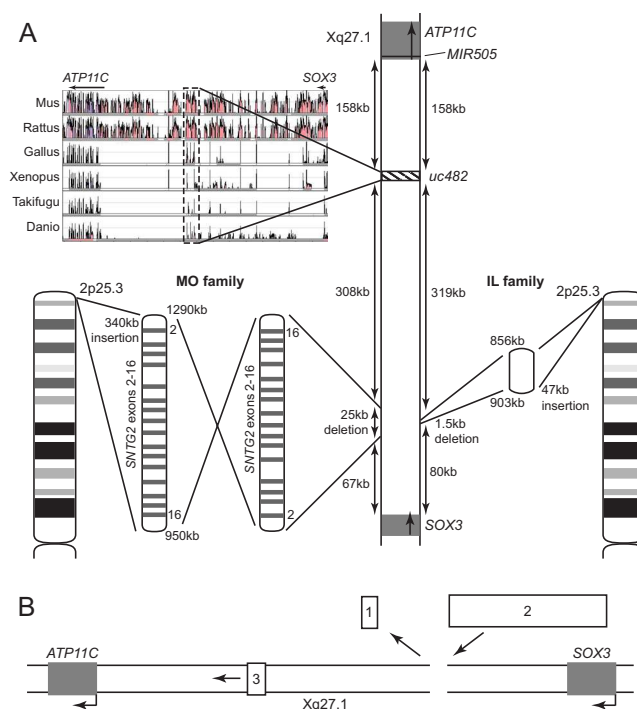 A
Xq27.1
ATP11C
MIR505
ATP11C
SOX3
Mus
Rattus
Gallus
Xenopus
Takifugu
Danio
158kb
158kb
uc482
308kb
319kb
MO family
IL family
2p25.3
2p25.3
340kb
insertion
1290kb
2
16
SNTG2 exons 2-16
SNTG2 exons 2-16
16
2
950kb
856kb
903kb
47kb
insertion
25kb
deletion
1.5kb
deletion
67kb
80kb
SOX3
B
1
2
ATP11C
SOX3
3
Xq27.1